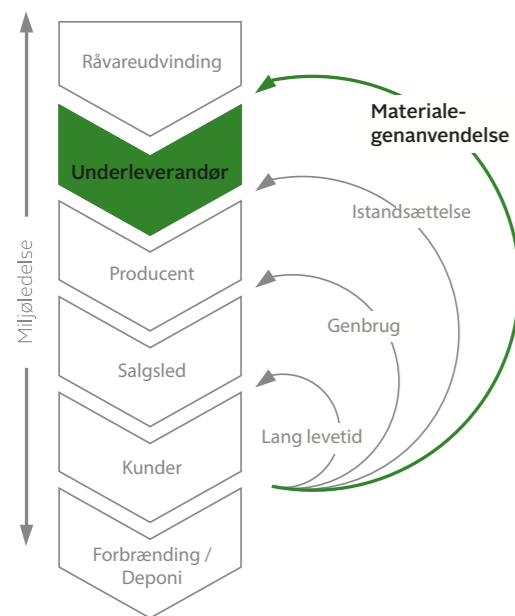 Råvareudvinding
Underleverandør
Producent
Salgsled
Kunder
Forbrænding /
Deponi
Miljøledelse
Materiale-
genanvendelse
Istandsættelse
Genbrug
Lang levetid